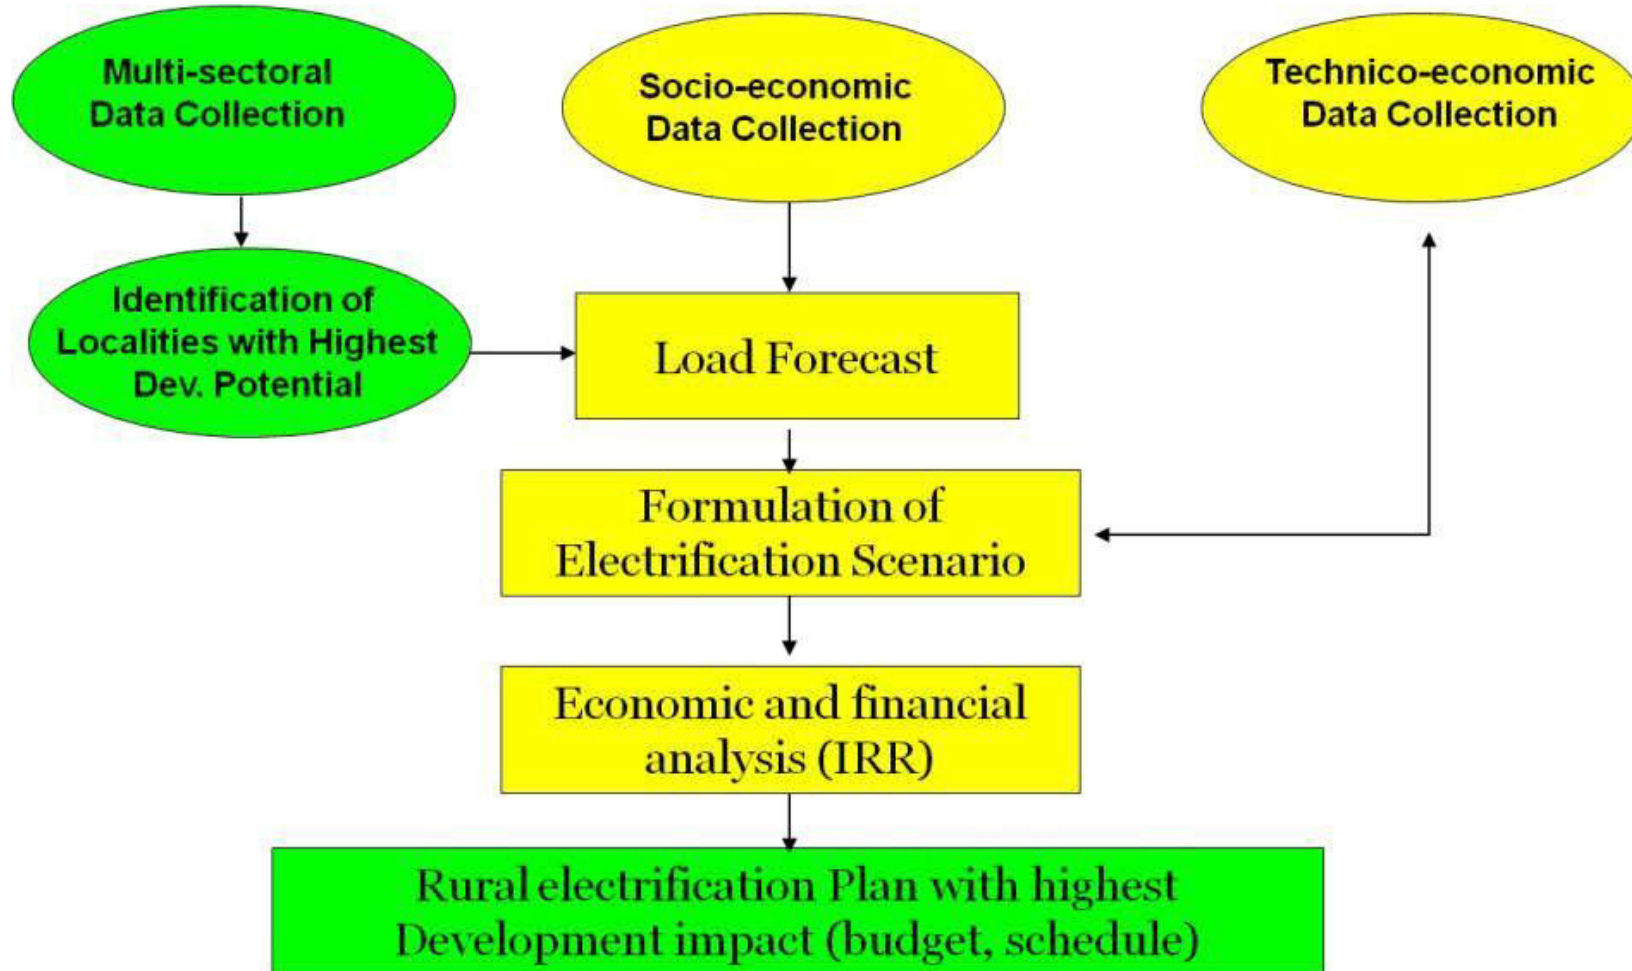 Multi-sectoral
Data Collection
Socio-economic
Data Collection
Technico-economic
Data Collection
Identification of
Localities with Highest
Dev. Potential
Load Forecast
Formulation of
Electrification Scenario
Economic and financial
analysis (IRR)
Rural electrification Plan with highest
Development impact (budget, schedule)